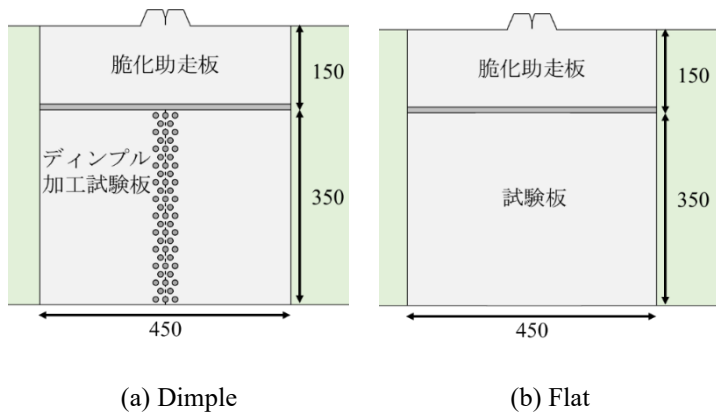 脆化助走板
150
ディンプル
加工試験板
350
450
(a) Dimple
脆化助走板
150
試験板
350
450
(b) Flat